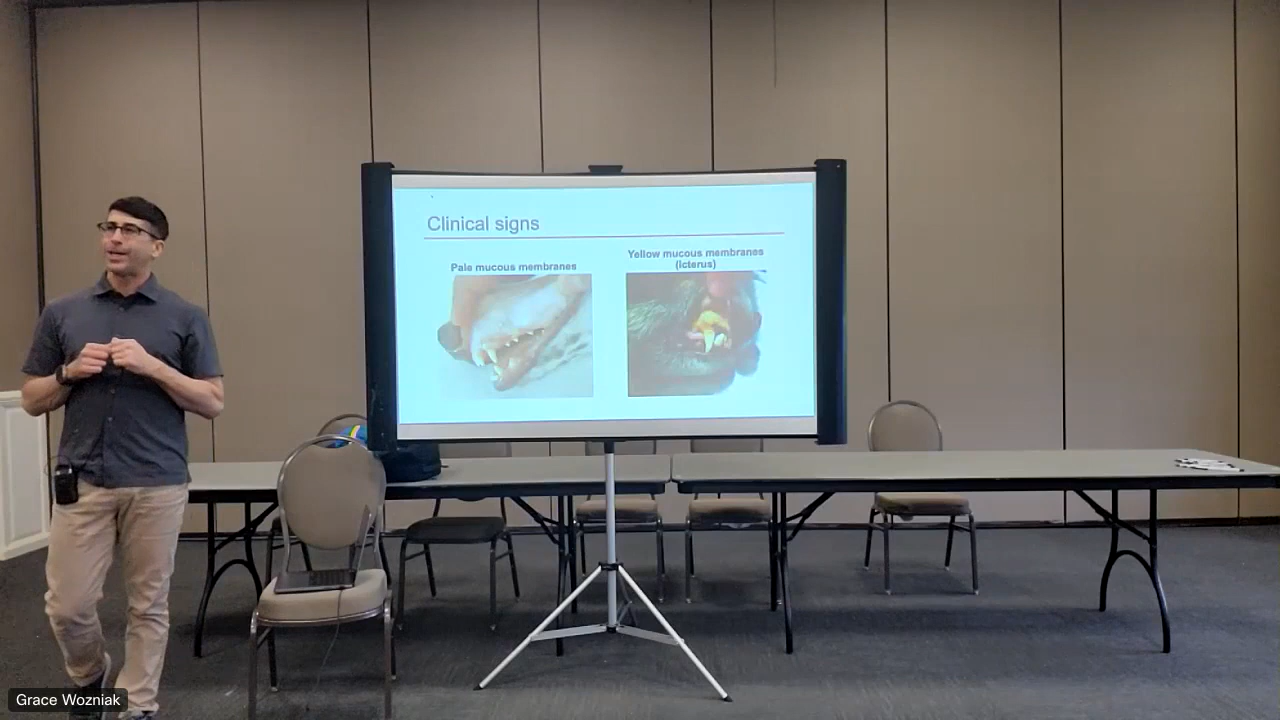 Clinical signs
Pale mucous membranes
Yellow mucous membranes
(icterus)
Grace Wozniak